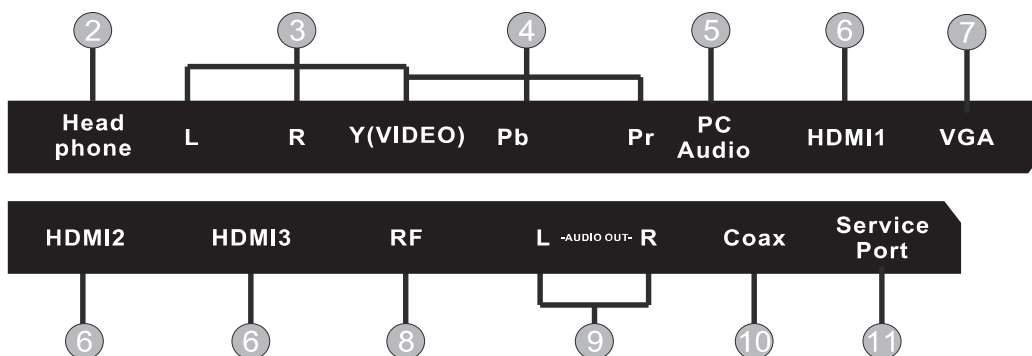 2 3 4 5 6 7
Head phone L R Y(VIDEO) Pb Pr PC Audio HDMI1 VGA
HDMI2 HDMI3 RF L -AUDIO OUT- R Coax Service Port
6 6 8 9 10 11